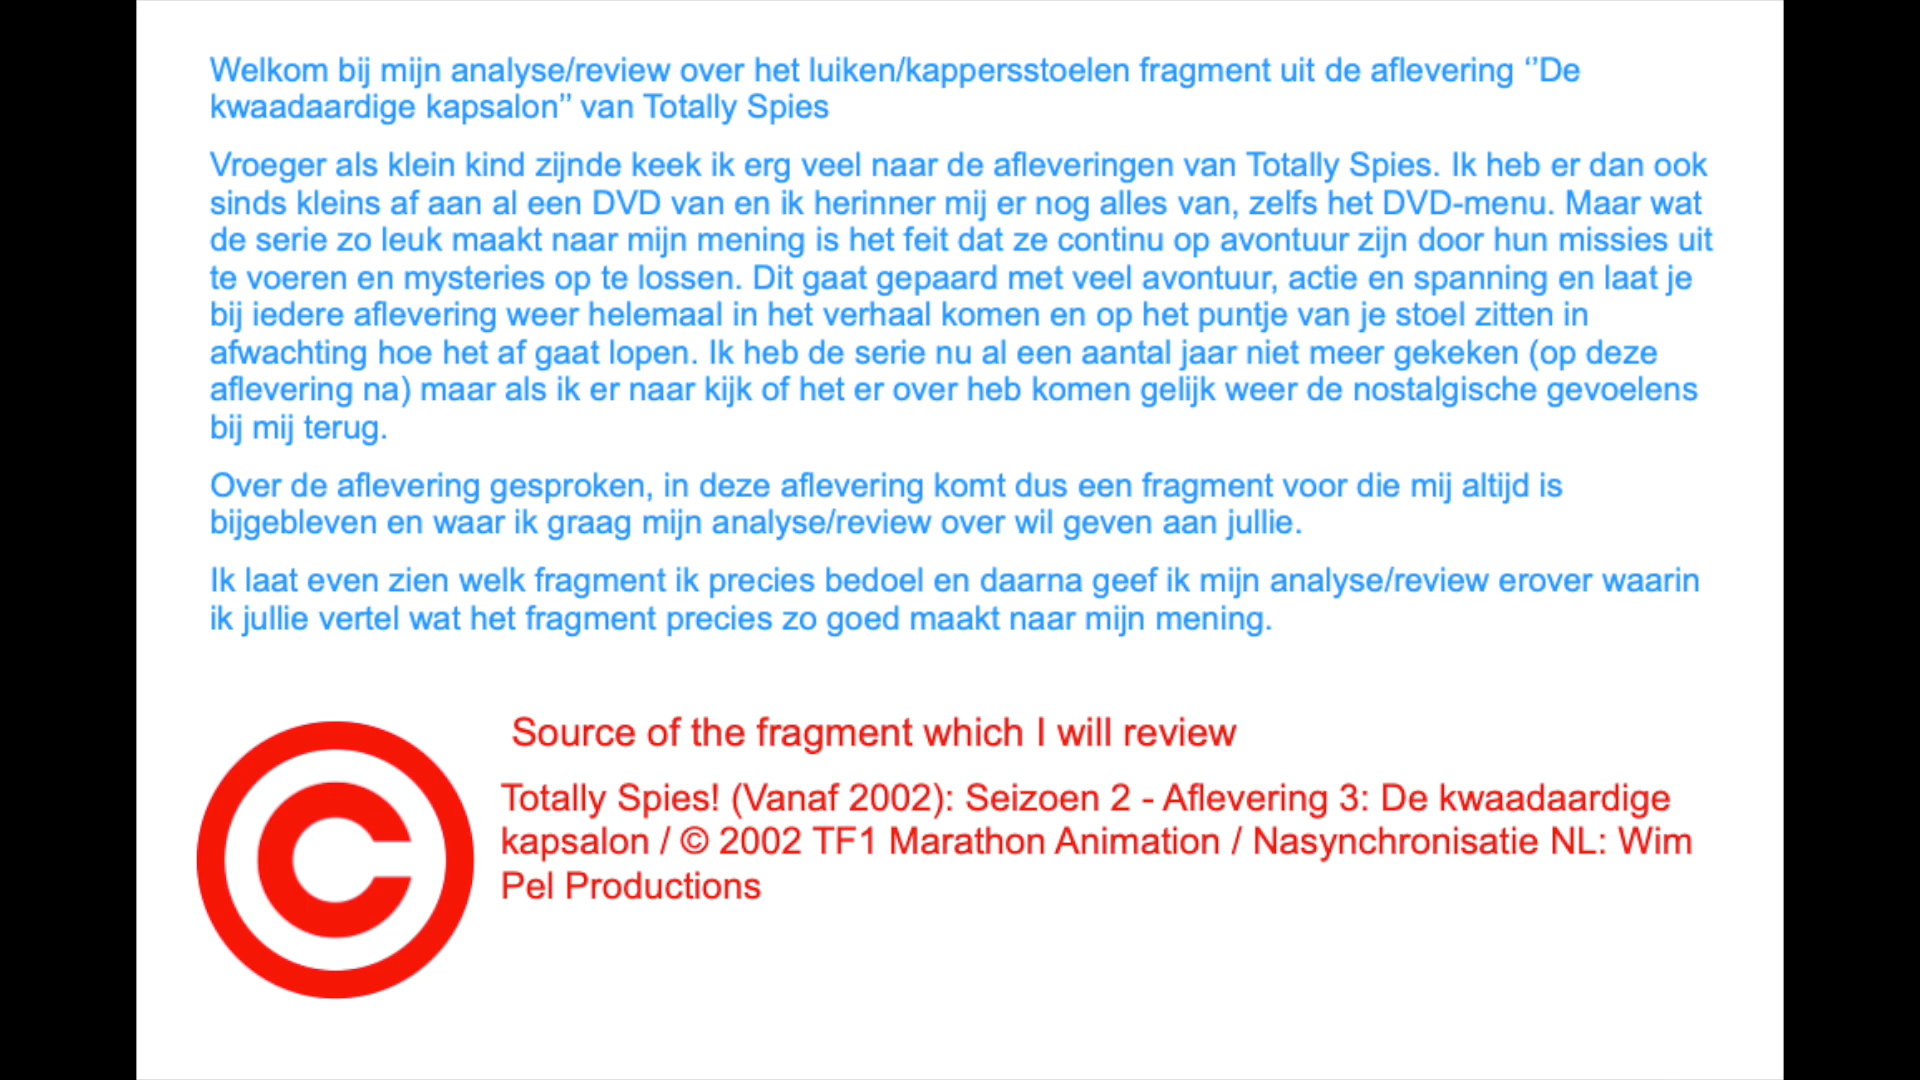 Welkom bij mijn analyse/review over het luiken/kappersstoelen fragment uit de aflevering ‘’De
kwaadaardige kapsalon’’ van Totally Spies
Vroeger als klein kind zijnde keek ik erg veel naar de afleveringen van Totally Spies. Ik heb er dan ook
sinds kleins af aan al een DVD van en ik herinner mij er nog alles van, zelfs het DVD-menu. Maar wat
de serie zo leuk maakt naar mijn mening is het feit dat ze continu op avontuur zijn door hun missies uit
te voeren en mysteries op te lossen. Dit gaat gepaard met veel avontuur, actie en spanning en laat je
bij iedere aflevering weer helemaal in het verhaal komen en op het puntje van je stoel zitten in
afwachting hoe het af gaat lopen. Ik heb de serie nu al een aantal jaar niet meer gekeken (op deze
aflevering na) maar als ik er naar kijk of het er over heb komen gelijk weer de nostalgische gevoelens
bij mij terug.
Over de aflevering gesproken, in deze aflevering komt dus een fragment voor die mij altijd is
bijgebleven en waar ik graag mijn analyse/review over wil geven aan jullie.
Ik laat even zien welk fragment ik precies bedoel en daarna geef ik mijn analyse/review erover waarin
ik jullie vertel wat het fragment precies zo goed maakt naar mijn mening.
Source of the fragment which I will review
Totally Spies! (Vanaf 2002): Seizoen 2 - Aflevering 3: De kwaadaardige
kapsalon / © 2002 TF1 Marathon Animation / Nasynchronisatie NL: Wim
Pel Productions